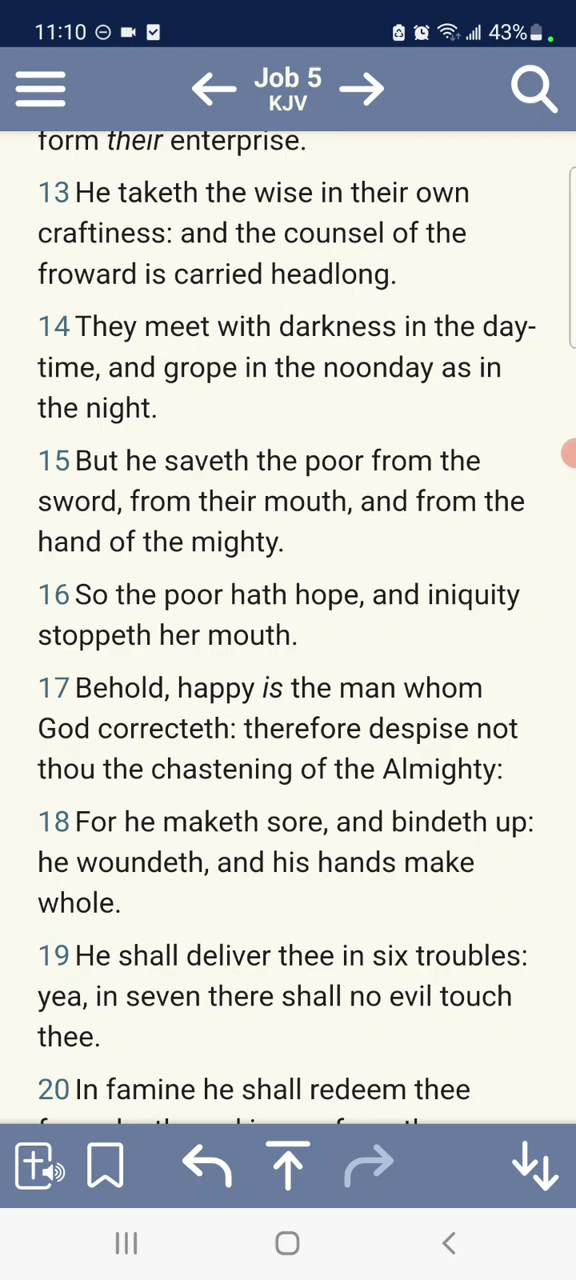 11:10 43%
Job 5
KJV
form their enterprise.
13 He taketh the wise in their own
craftiness: and the counsel of the
froward is carried headlong.
14 They meet with darkness in the day-
time, and grope in the noonday as in
the night.
15 But he saveth the poor from the
sword, from their mouth, and from the
hand of the mighty.
16 So the poor hath hope, and iniquity
stoppeth her mouth.
17 Behold, happy is the man whom
God correcteth: therefore despise not
thou the chastening of the Almighty:
18 For he maketh sore, and bindeth up:
he woundeth, and his hands make
whole.
19 He shall deliver thee in six troubles:
yea, in seven there shall no evil touch
thee.
20 In famine he shall redeem thee